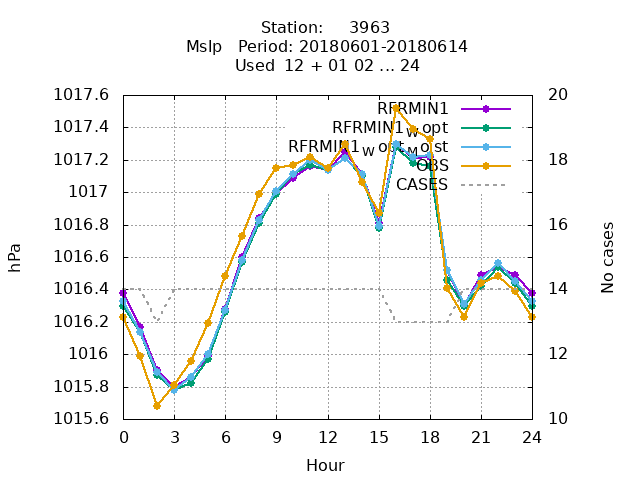 Station: 3963
Mslp Period: 20180601-20180614
Used 12 + 01 02 ... 24
1017.6
1017.4
1017.2
1017
1016.8
1016.6
1016.4
1016.2
1016
1015.8
1015.6
hPa
RFRMIN1
RFRMIN1W opt
OBS
CASES
20
18
16
14
12
10
No cases
0 3 6 9 12 15 18 21 24
Hour